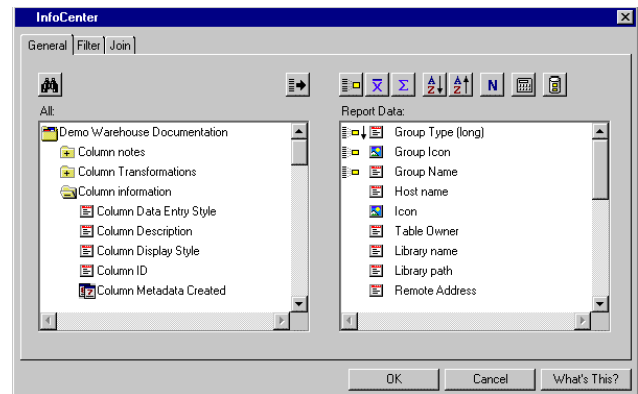 InfoCenter
General Filter Join
All:
Demo Warehouse Documentation
Column notes
Column Transformations
Column information
Column Data Entry Style
Column Description
Column Display Style
Column ID
Column Metadata Created
x Σ A Z A Z N
Report Data:
Group Type (long)
Group Icon
Group Name
Host name
Icon
Table Owner
Library name
Library path
Remote Address
OK Cancel What's This?